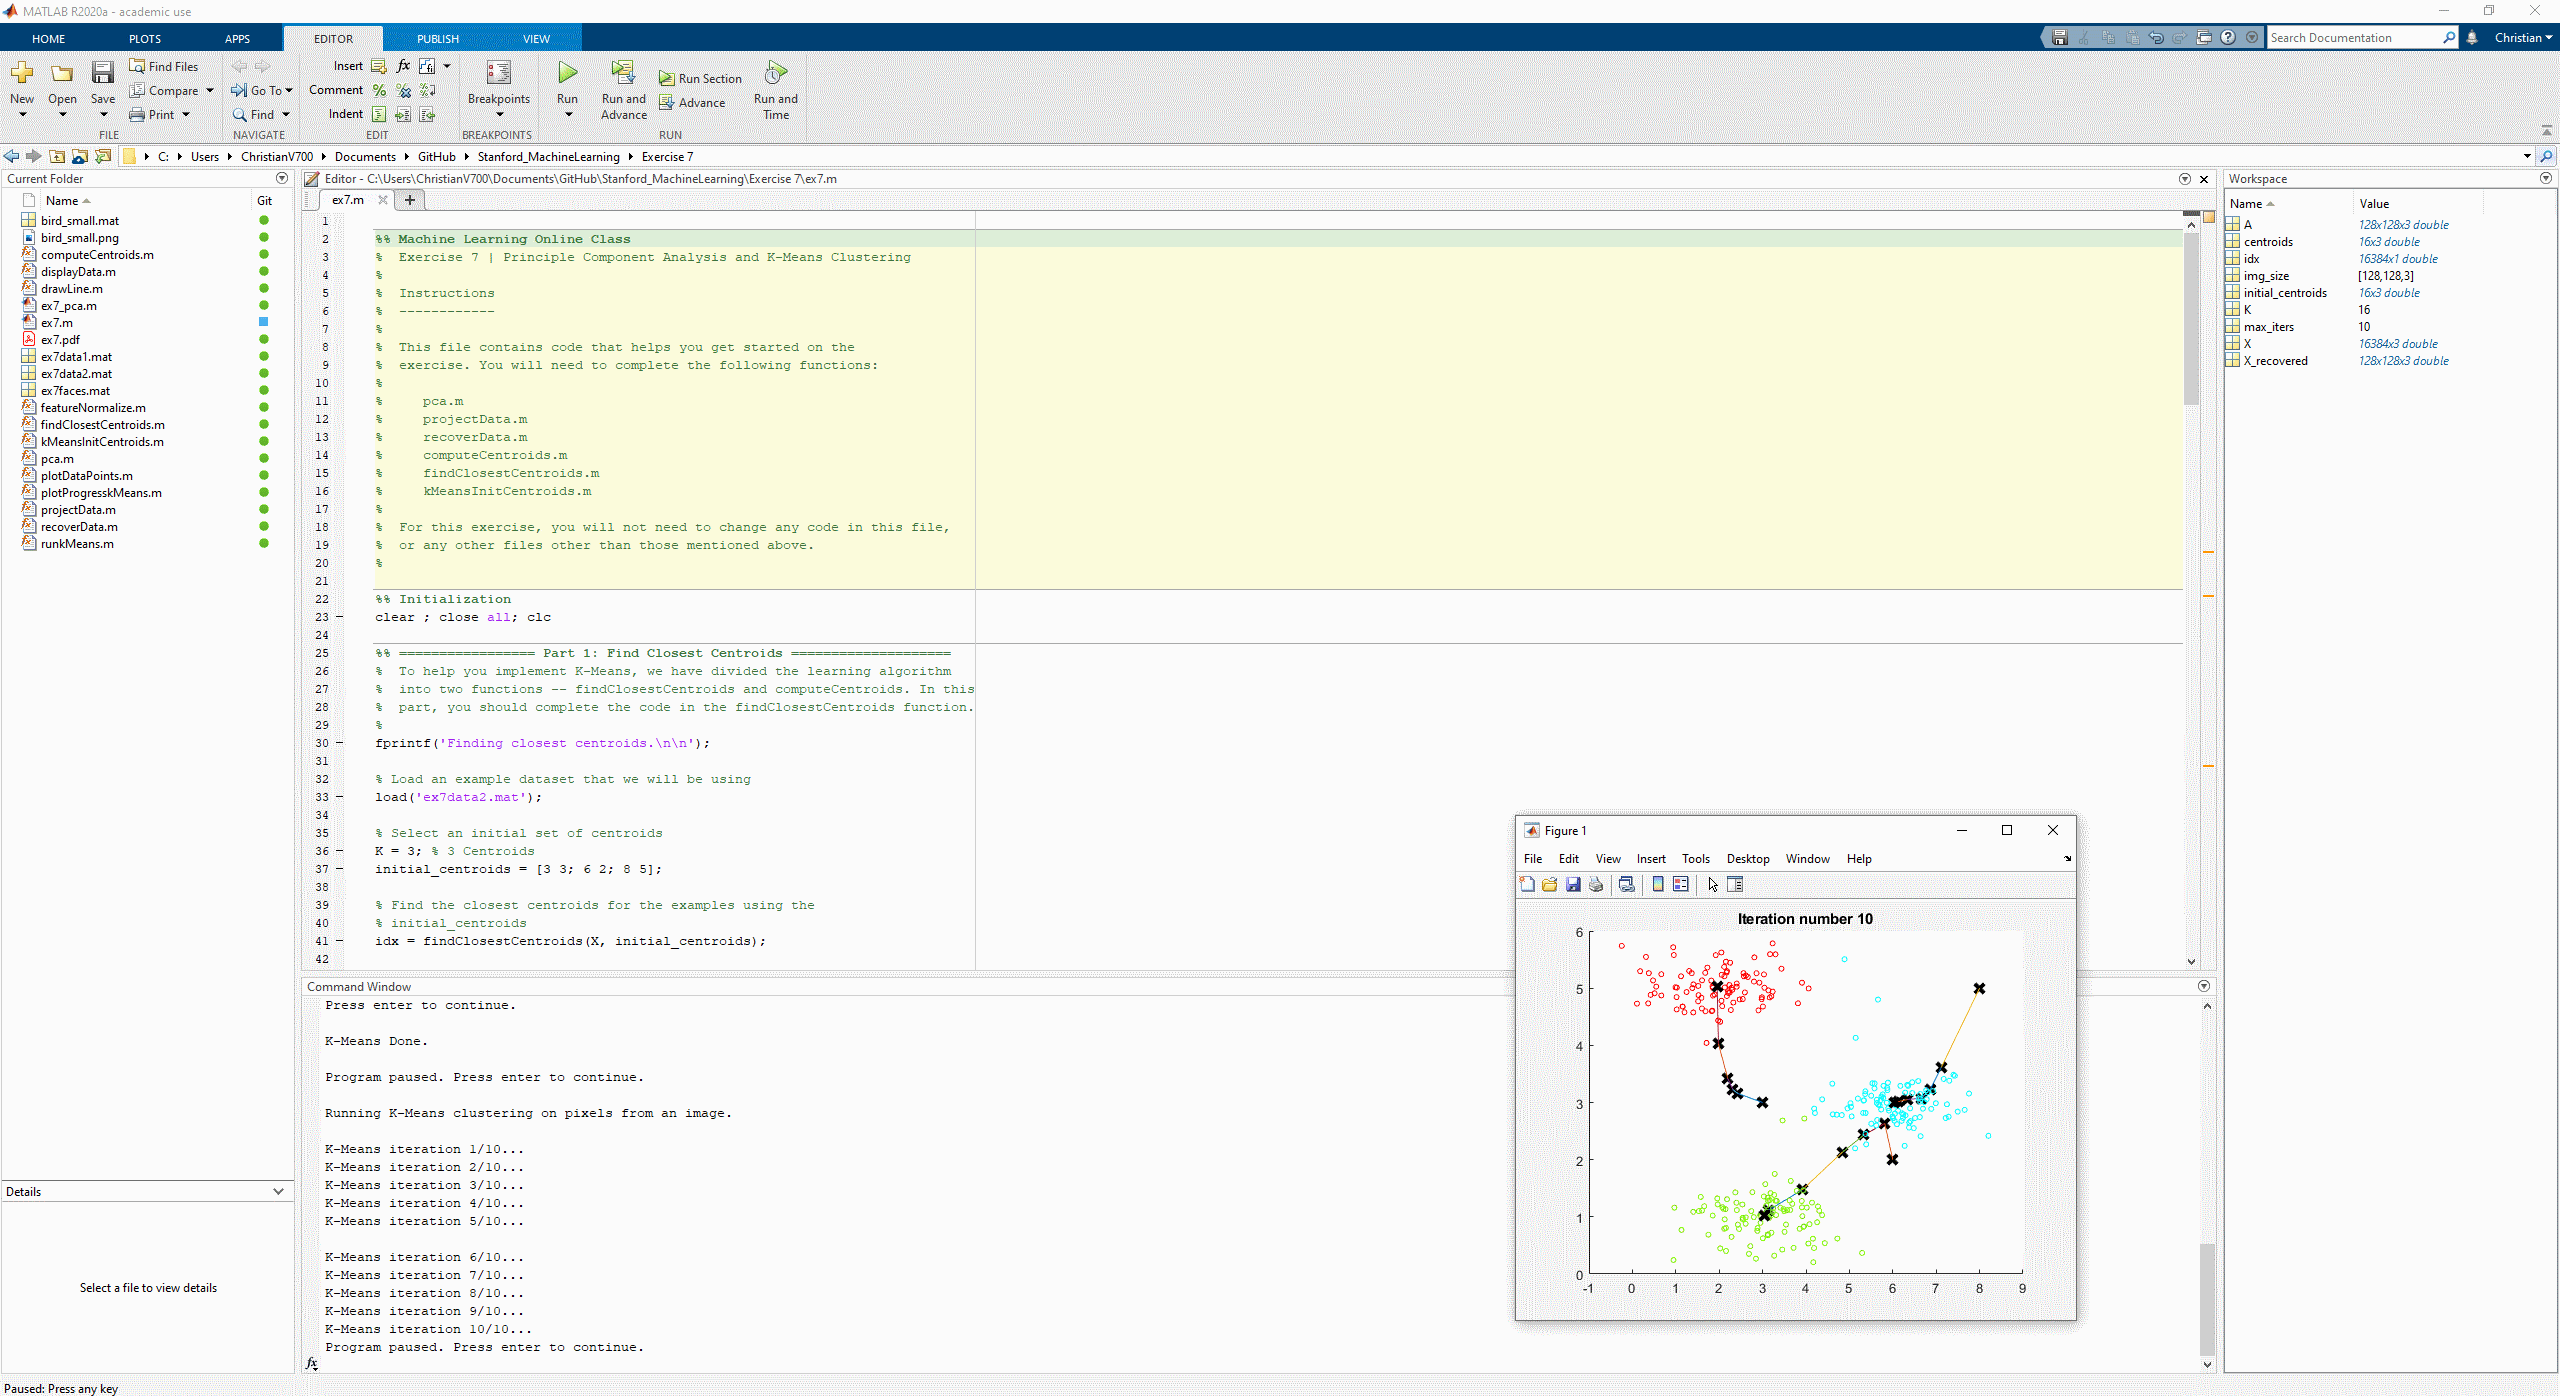 MATLAB R2020a - academic use
HOME PLOTS APPS EDITOR PUBLISH VIEW
Search Documentation
Christian
New
Open
Save
Find Files
Compare
Print
FILE
Go To
Find
NAVIGATE
Insert
Comment
Indent
EDIT
Breakpoints
BREAKPOINTS
Run
Run and Advance
Run Section
Advance
Run and Time
RUN
C: Users ChristianV700 Documents GitHub Stanford_MachineLearning Exercise 7
Current Folder
Name Git
bird_small.mat
bird_small.png
computeCentroids.m
displayData.m
drawLine.m
ex7_pca.m
ex7.m
ex7.pdf
ex7data1.mat
ex7data2.mat
ex7faces.mat
featureNormalize.m
findClosestCentroids.m
kMeansInitCentroids.m
pca.m
plotDataPoints.m
plotProgresskMeans.m
projectData.m
recoverData.m
runkMeans.m
Details
Select a file to view details
Editor - C:\Users\ChristianV700\Documents\GitHub\Stanford_MachineLearning\Exercise 7\ex7.m
ex7.m
1
2 %% Machine Learning Online Class
3 % Exercise 7 | Principle Component Analysis and K-Means Clustering
4 %
5 % Instructions
6 % ------------
7 %
8 % This file contains code that helps you get started on the
9 % exercise. You will need to complete the following functions:
10 %
11 % pca.m
12 % projectData.m
13 % recoverData.m
14 % computeCentroids.m
15 % findClosestCentroids.m
16 % kMeansInitCentroids.m
17 %
18 % For this exercise, you will not need to change any code in this file,
19 % or any other files other than those mentioned above.
20 %
21
22 %% Initialization
23 - clear ; close all; clc
24
25 %% ================= Part 1: Find Closest Centroids ====================
26 % To help you implement K-Means, we have divided the learning algorithm
27 % into two functions -- findClosestCentroids and computeCentroids. In this
28 % part, you should complete the code in the findClosestCentroids function.
29 %
30 - fprintf('Finding closest centroids.\n\n');
31
32 % Load an example dataset that we will be using
33 - load('ex7data2.mat');
34
35 % Select an initial set of centroids
36 - K = 3; % 3 Centroids
37 - initial_centroids = [3 3; 6 2; 8 5];
38
39 % Find the closest centroids for the examples using the
40 % initial_centroids
41 - idx = findClosestCentroids(X, initial_centroids);
42
Command Window
Press enter to continue.
K-Means Done.
Program paused. Press enter to continue.
Running K-Means clustering on pixels from an image.
K-Means iteration 1/10...
K-Means iteration 2/10...
K-Means iteration 3/10...
K-Means iteration 4/10...
K-Means iteration 5/10...
K-Means iteration 6/10...
K-Means iteration 7/10...
K-Means iteration 8/10...
K-Means iteration 9/10...
K-Means iteration 10/10...
Program paused. Press enter to continue.
fx
Figure 1
File Edit View Insert Tools Desktop Window Help
Iteration number 10
6
5
4
3
2
1
0
-1 0 1 2 3 4 5 6 7 8 9
Workspace
Name Value
A 128x128x3 double
centroids 16x3 double
idx 16384x1 double
img_size [128,128,3]
initial_centroids 16x3 double
K 16
max_iters 10
X 16384x3 double
X_recovered 128x128x3 double
Paused: Press any key